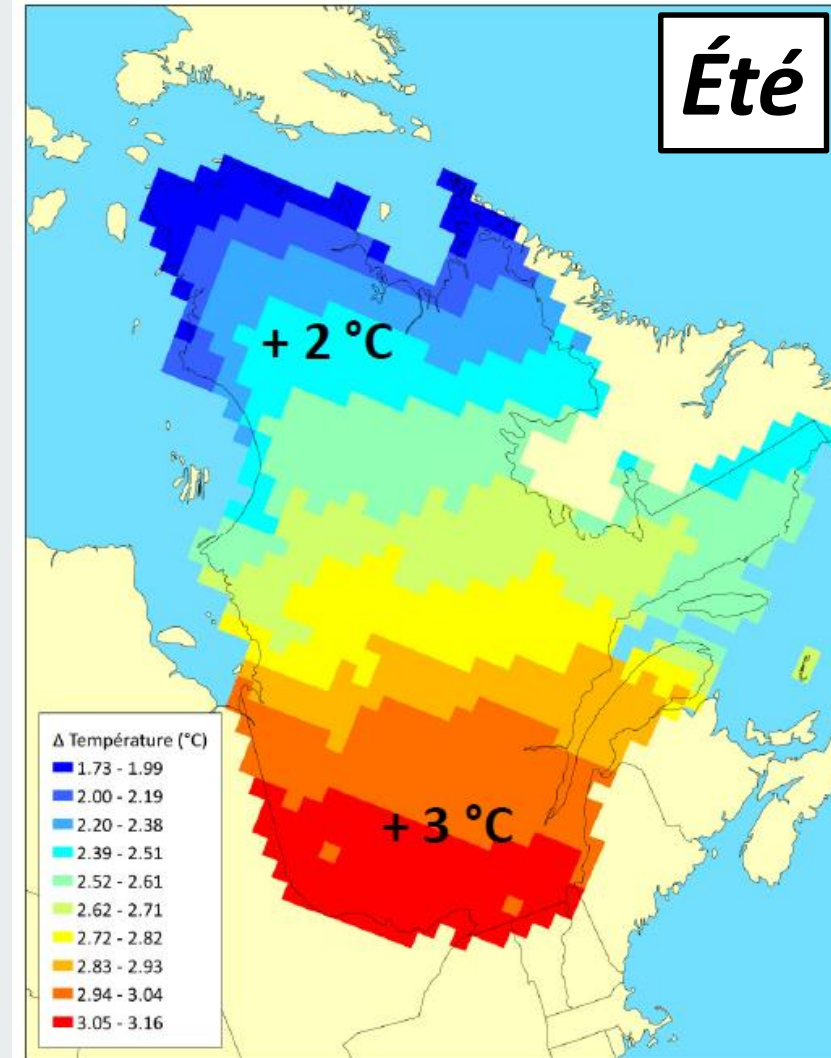 Été
+ 2 °C
+ 3 °C
Δ Température (°C)
1.73 - 1.99
2.00 - 2.19
2.20 - 2.38
2.39 - 2.51
2.52 - 2.61
2.62 - 2.71
2.72 - 2.82
2.83 - 2.93
2.94 - 3.04
3.05 - 3.16